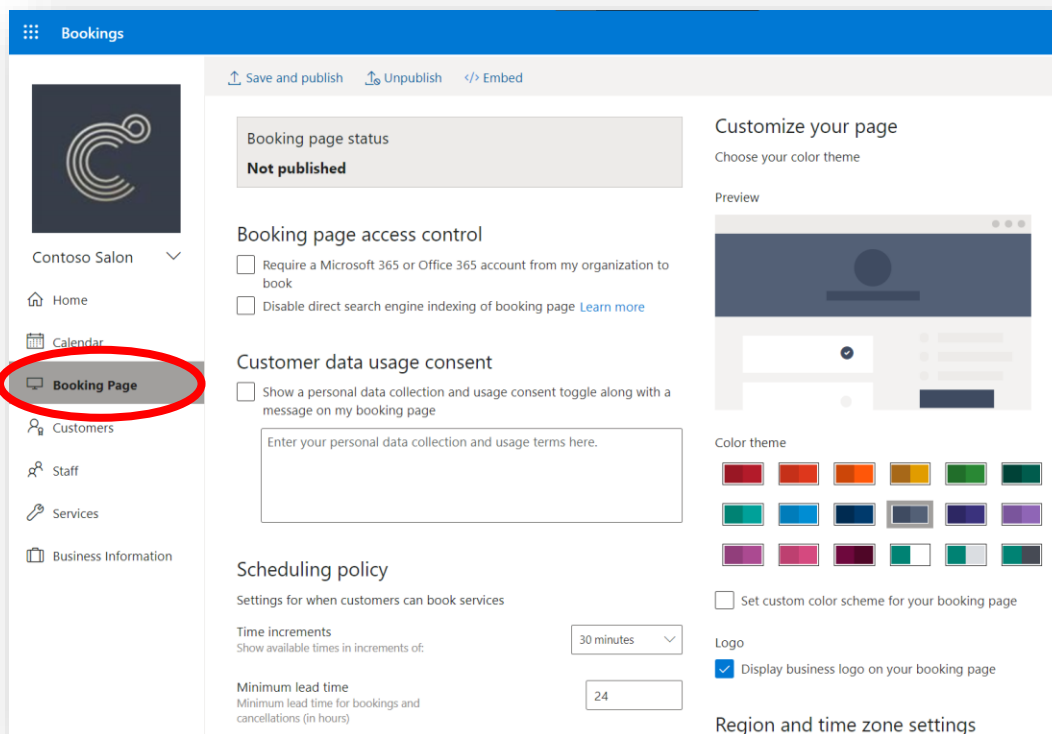 Bookings
Save and publish
Unpublish
</> Embed
Contoso Salon
Home
Calendar
Booking Page
Customers
Staff
Services
Business Information
Booking page status
Not published
Booking page access control
Require a Microsoft 365 or Office 365 account from my organization to
book
Disable direct search engine indexing of booking page Learn more
Customer data usage consent
Show a personal data collection and usage consent toggle along with a
message on my booking page
Enter your personal data collection and usage terms here.
Scheduling policy
Settings for when customers can book services
Time increments
Show available times in increments of:
30 minutes
Minimum lead time
Minimum lead time for bookings and
cancellations (in hours)
24
Customize your page
Choose your color theme
Preview
Color theme
Set custom color scheme for your booking page
Logo
Display business logo on your booking page
Region and time zone settings